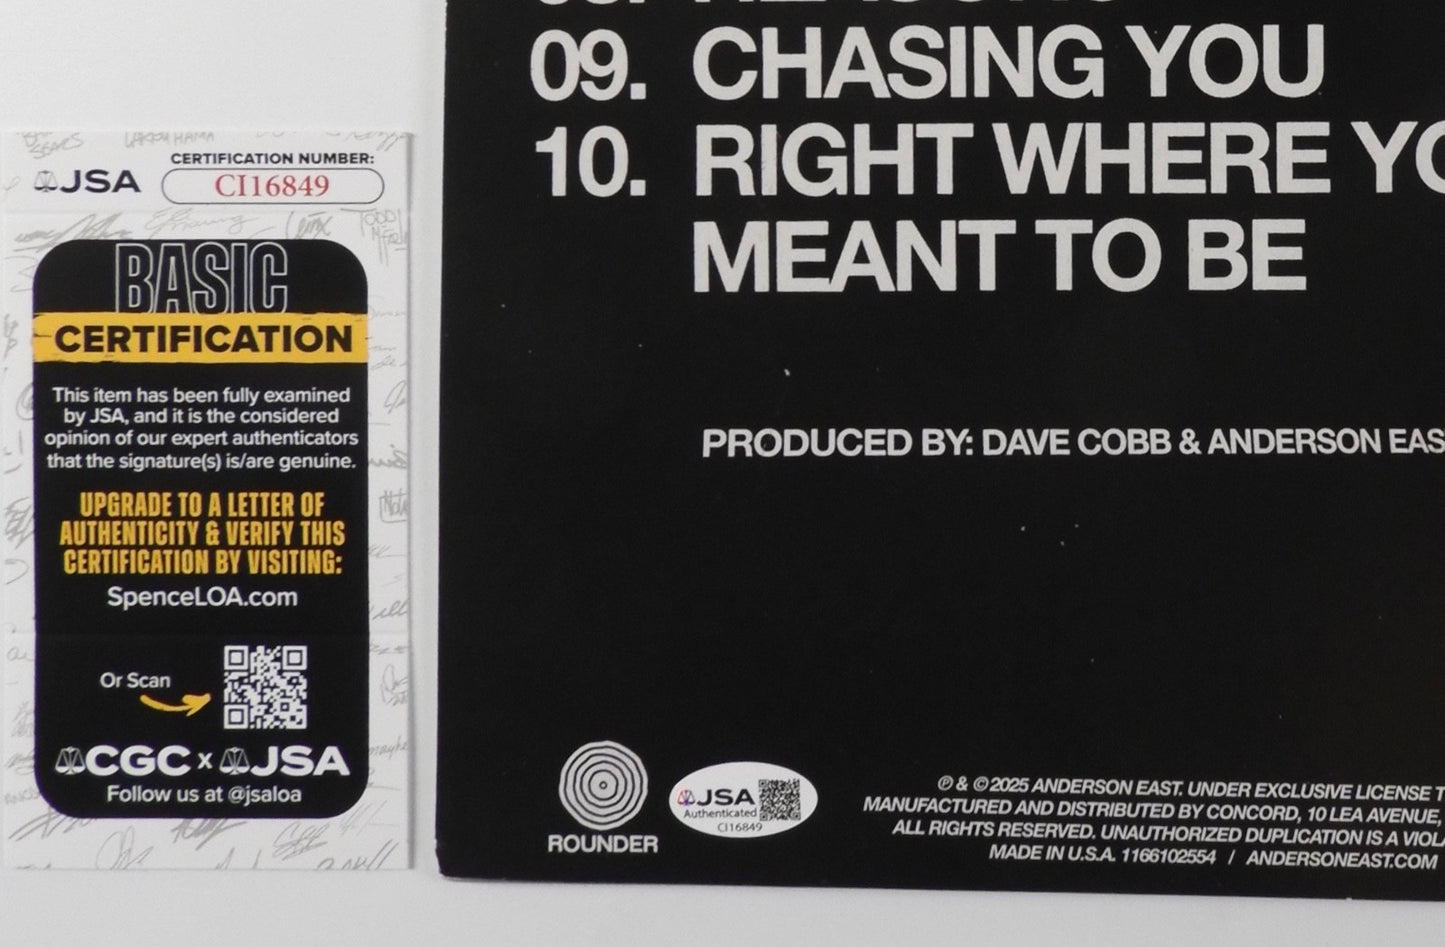 CERTIFICATION NUMBER:
JSA
CI16849
BASIC
CERTIFICATION
This item has been fully examined
by JSA, and it is the considered
opinion of our expert authenticators
that the signature(s) is/are genuine.
UPGRADE TO A LETTER OF
AUTHENTICITY & VERIFY THIS
CERTIFICATION BY VISITING:
SpenceLOA.com
Or Scan
CGC x JSA
Follow us at @jsaloa
09. CHASING YOU
10. RIGHT WHERE YO
MEANT TO BE
PRODUCED BY: DAVE COBB & ANDERSON EAS
ROUNDER
JSA
Authenticated
CI16849
℗ & © 2025 ANDERSON EAST. UNDER EXCLUSIVE LICENSE T
MANUFACTURED AND DISTRIBUTED BY CONCORD, 10 LEA AVENUE,
ALL RIGHTS RESERVED. UNAUTHORIZED DUPLICATION IS A VIOLA
MADE IN U.S.A. 1166102554 / ANDERSONEAST.COM